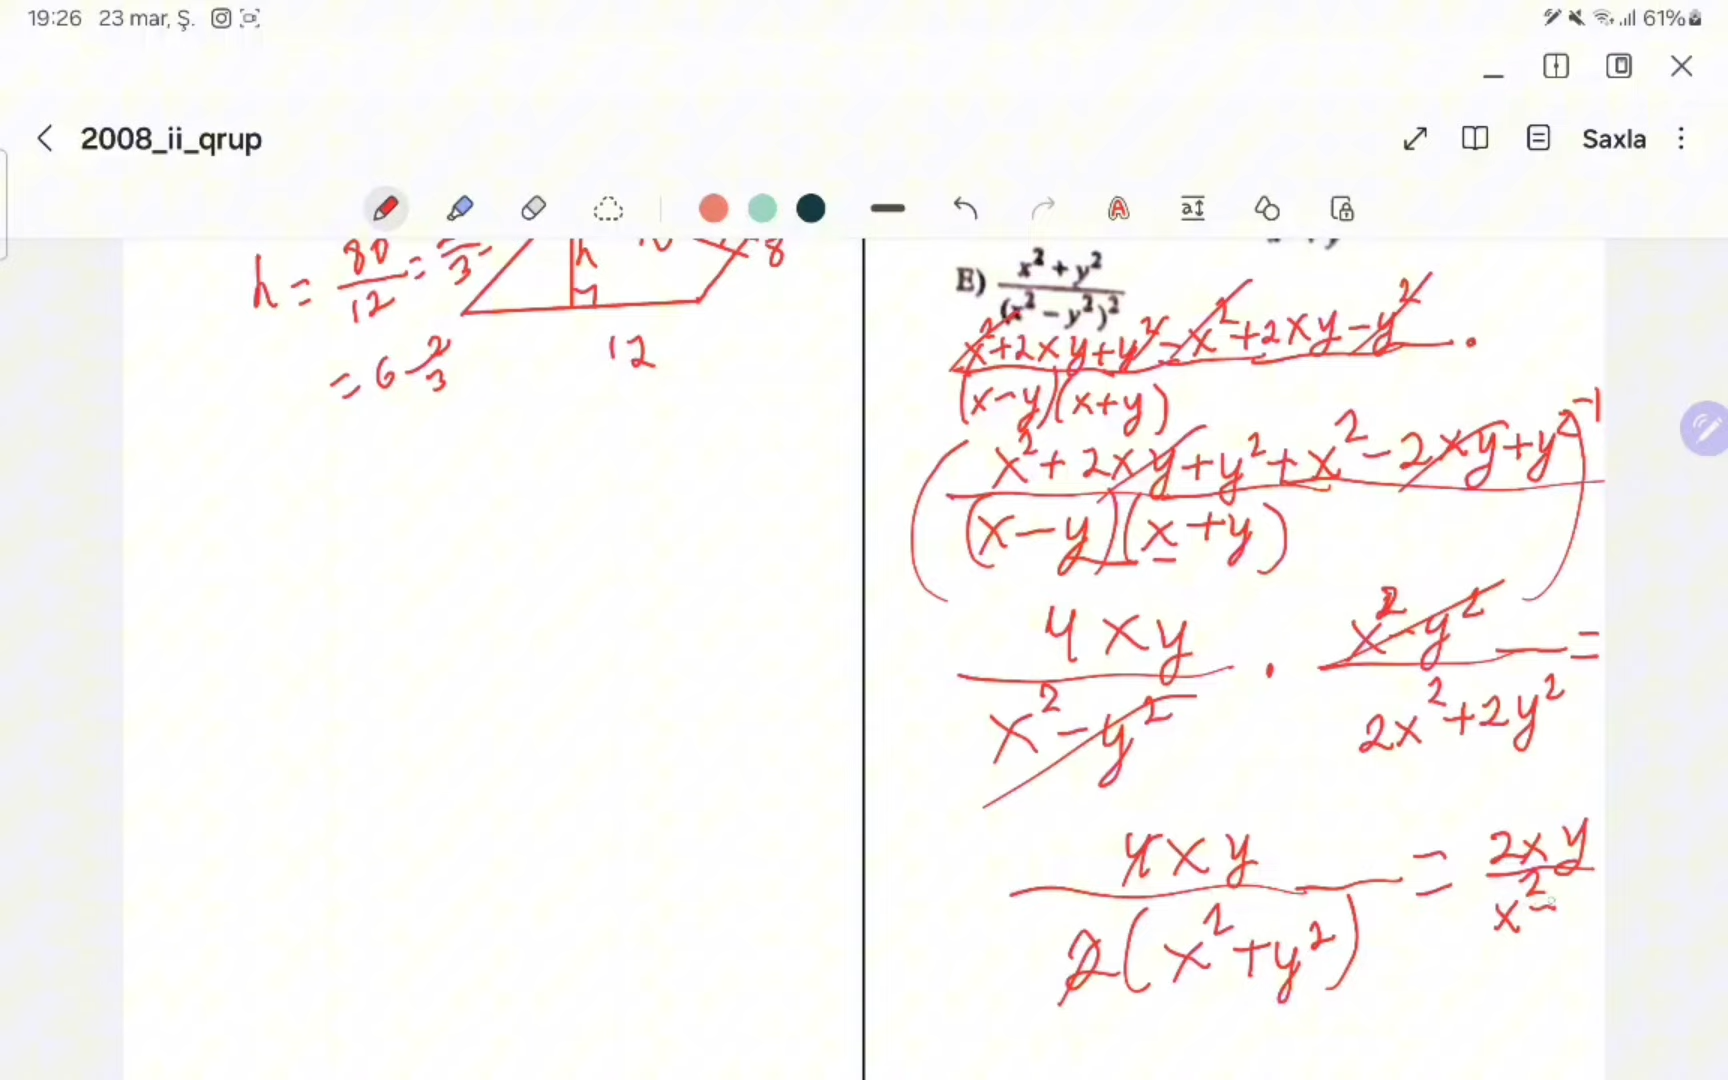 19:26 23 mar, Ş. 61%
2008_ii_qrup
Saxla
A aI
h = 80/12 = /3
h 8
= 6 2/3
12
E) x² + y² / (x² - y²)²
x²+2xy+y²-x²+2xy-y² / (x-y)(x+y) ·
(x²+2xy+y²+x²-2xy+y² / (x-y)(x+y))⁻¹
4xy / x²-y² · x²-y² / 2x²+2y² =
4xy / 2(x²+y²) = 2xy / x²-